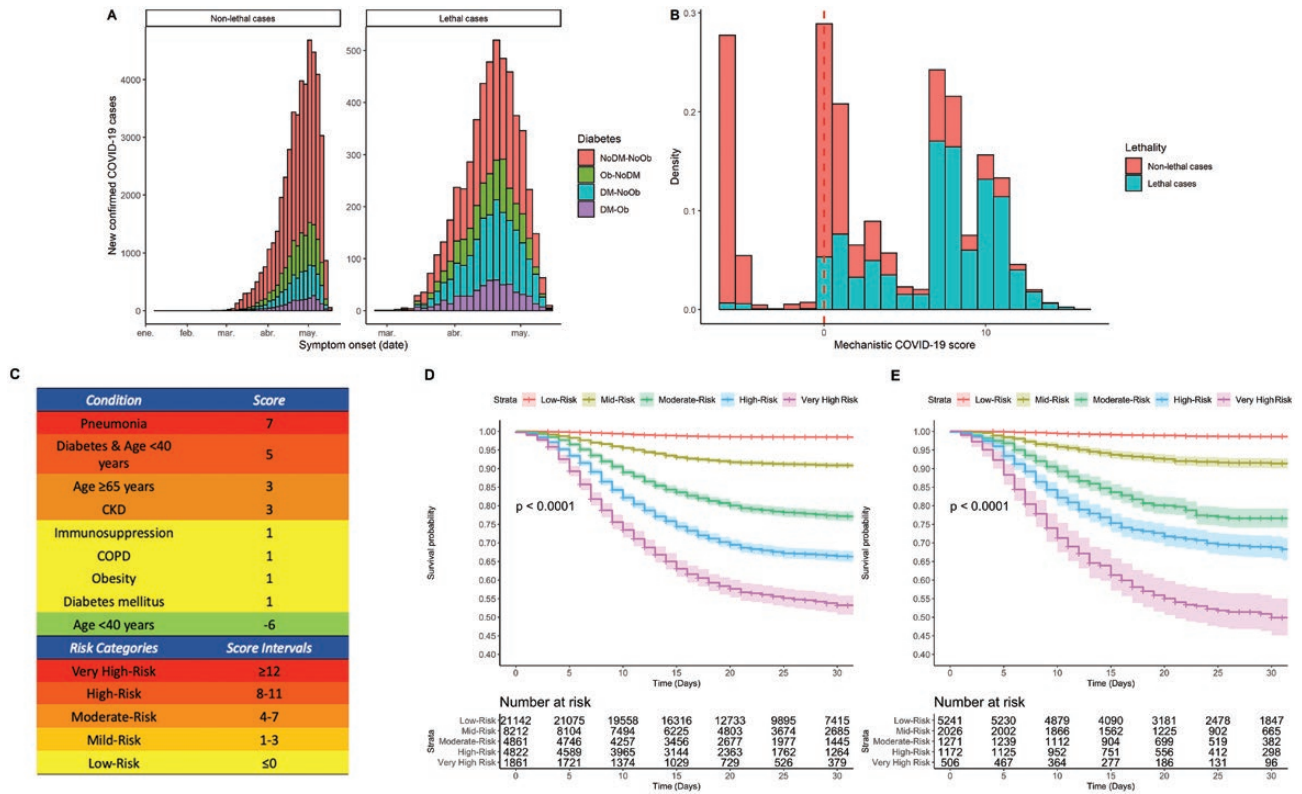 A
Non-lethal cases
Lethal cases
New confirmed COVID-19 cases
4000
3000
2000
1000
0
500
400
300
200
100
0
ene. feb. mar. abr. may.
mar. abr. may.
Symptom onset (date)
Diabetes
NoDM-NoOb
Ob-NoDM
DM-NoOb
DM-Ob
B
Density
0.3
0.2
0.1
0.0
0 10
Mechanistic COVID-19 score
Lethality
Non-lethal cases
Lethal cases
C
Condition Score
Pneumonia 7
Diabetes & Age <40
years 5
Age ≥65 years 3
CKD 3
Immunosuppression 1
COPD 1
Obesity 1
Diabetes mellitus 1
Age <40 years -6
Risk Categories Score Intervals
Very High-Risk ≥12
High-Risk 8-11
Moderate-Risk 4-7
Mild-Risk 1-3
Low-Risk ≤0
D
Strata Low-Risk Mid-Risk Moderate-Risk High-Risk Very High Risk
Survival probability
1.00
0.95
0.90
0.85
0.80
0.75
0.70
0.65
0.60
0.55
0.50
0.45
0.40
p < 0.0001
0 5 10 15 20 25 30
Time (Days)
Number at risk
Strata
Low-Risk 21142 21075 19558 16316 12733 9895 7415
Mid-Risk 8212 8104 7494 6225 4803 3674 2685
Moderate-Risk 4861 4746 4257 3456 2677 1977 1445
High-Risk 4822 4589 3965 3144 2363 1762 1264
Very High Risk 1861 1721 1374 1029 729 526 379
0 5 10 15 20 25 30
Time (Days)
E
Strata Low-Risk Mid-Risk Moderate-Risk High-Risk Very High Risk
Survival probability
1.00
0.95
0.90
0.85
0.80
0.75
0.70
0.65
0.60
0.55
0.50
0.45
0.40
p < 0.0001
0 5 10 15 20 25 30
Time (Days)
Number at risk
Strata
Low-Risk 5241 5230 4879 4090 3181 2478 1847
Mid-Risk 2026 2002 1866 1562 1225 902 665
Moderate-Risk 1271 1239 1112 904 699 519 382
High-Risk 1172 1125 952 751 556 412 298
Very High Risk 506 467 364 277 186 131 96
0 5 10 15 20 25 30
Time (Days)